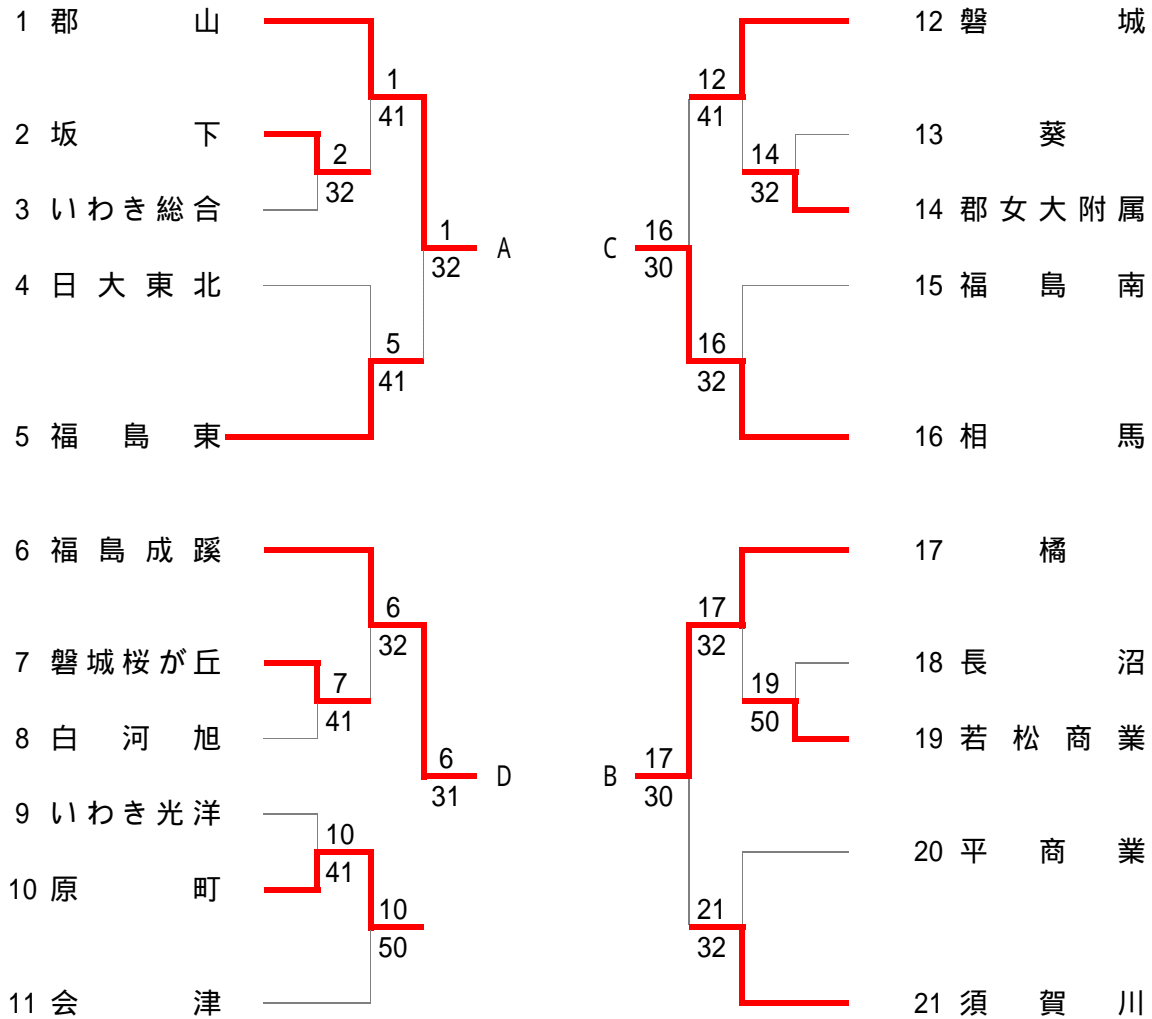 1 郡山
1
41
2 坂下
2
32
3 いわき総合
1
32
A
4 日大東北
5
41
5 福島東
6 福島成蹊
6
32
7 磐城桜が丘
7
41
8 白河旭
6
31
D
9 いわき光洋
10
41
10 原町
10
50
11 会津
12 磐城
12
41
13 葵
14
32
14 郡女大附属
C
16
30
15 福島南
16
32
16 相馬
17 橘
17
32
18 長沼
19
50
19 若松商業
B
17
30
20 平商業
21
32
21 須賀川